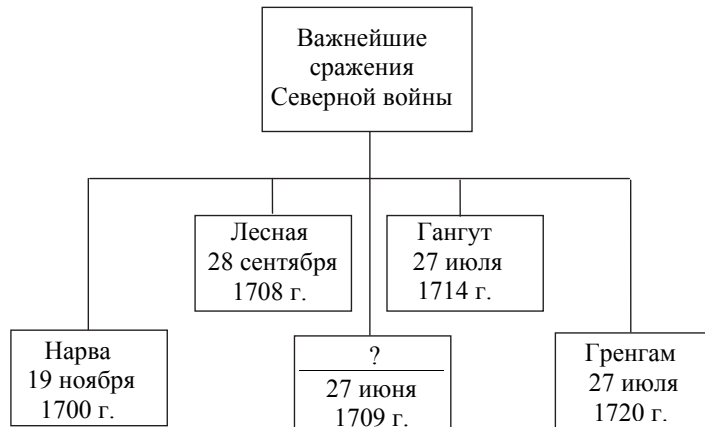 Важнейшие
сражения
Северной войны
Лесная
28 сентября
1708 г.
Гангут
27 июля
1714 г.
Нарва
19 ноября
1700 г.
?
27 июня
1709 г.
Гренгам
27 июля
1720 г.